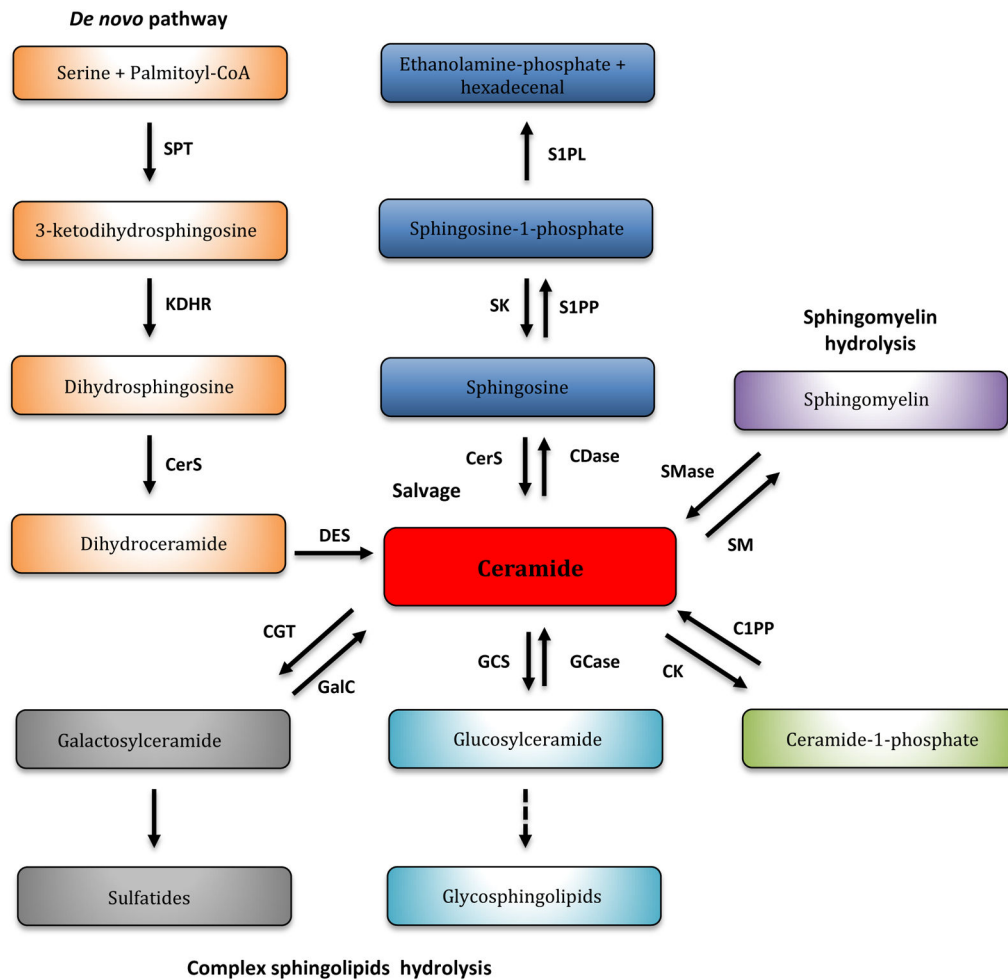 De novo pathway
Serine + Palmitoyl-CoA
SPT
3-ketodihydrosphingosine
KDHR
Dihydrosphingosine
CerS
Dihydroceramide
DES
Ethanolamine-phosphate +
hexadecenal
S1PL
Sphingosine-1-phosphate
SK
S1PP
Sphingosine
CerS
CDase
Salvage
Ceramide
Sphingomyelin
hydrolysis
Sphingomyelin
SMase
SM
CGT
GalC
GCS
GCase
C1PP
CK
Galactosylceramide
Glucosylceramide
Ceramide-1-phosphate
Sulfatides
Glycosphingolipids
Complex sphingolipids hydrolysis